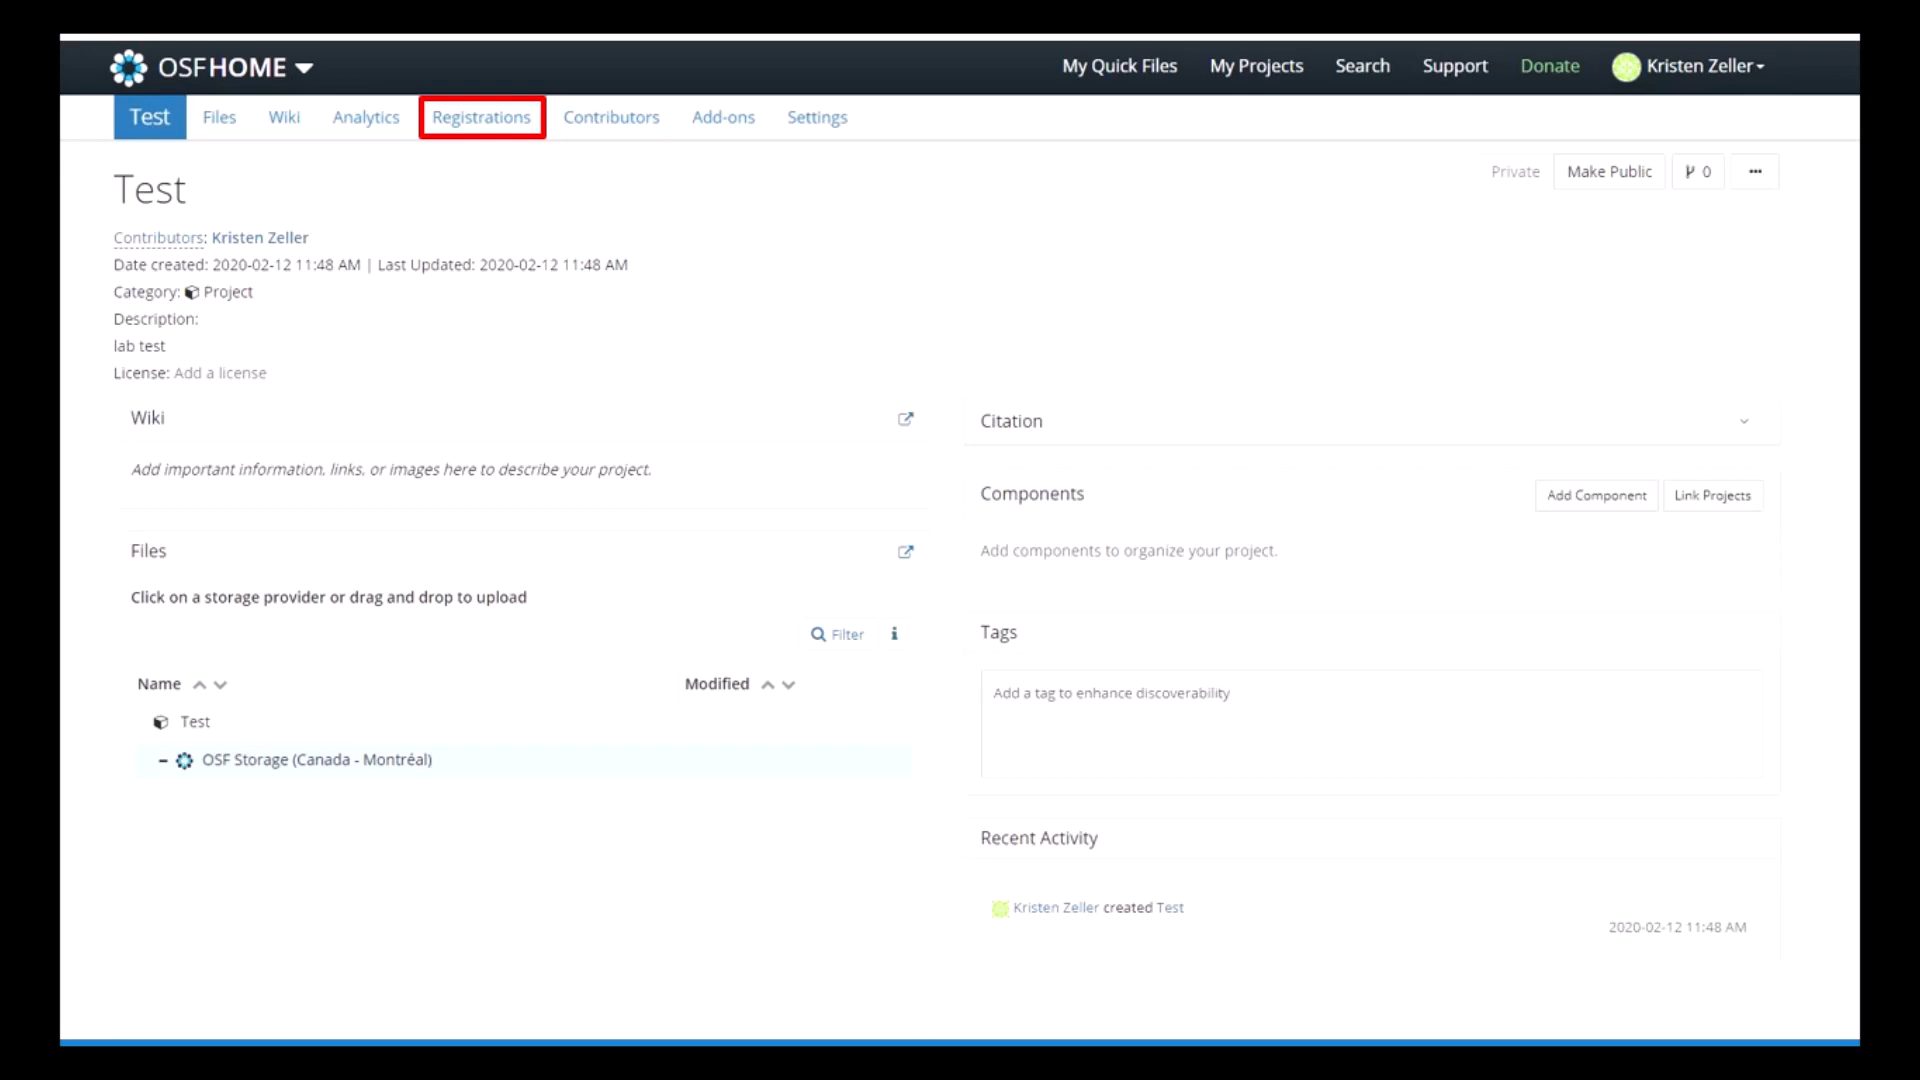 OSFHOME
My Quick Files My Projects Search Support Donate Kristen Zeller
Test Files Wiki Analytics Registrations Contributors Add-ons Settings
Private Make Public 0 ...
Test
Contributors: Kristen Zeller
Date created: 2020-02-12 11:48 AM | Last Updated: 2020-02-12 11:48 AM
Category: Project
Description:
lab test
License: Add a license
Wiki
Add important information, links, or images here to describe your project.
Files
Click on a storage provider or drag and drop to upload
Filter i
Name Modified
Test
OSF Storage (Canada - Montréal)
Citation
Components Add Component Link Projects
Add components to organize your project.
Tags
Add a tag to enhance discoverability
Recent Activity
Kristen Zeller created Test
2020-02-12 11:48 AM